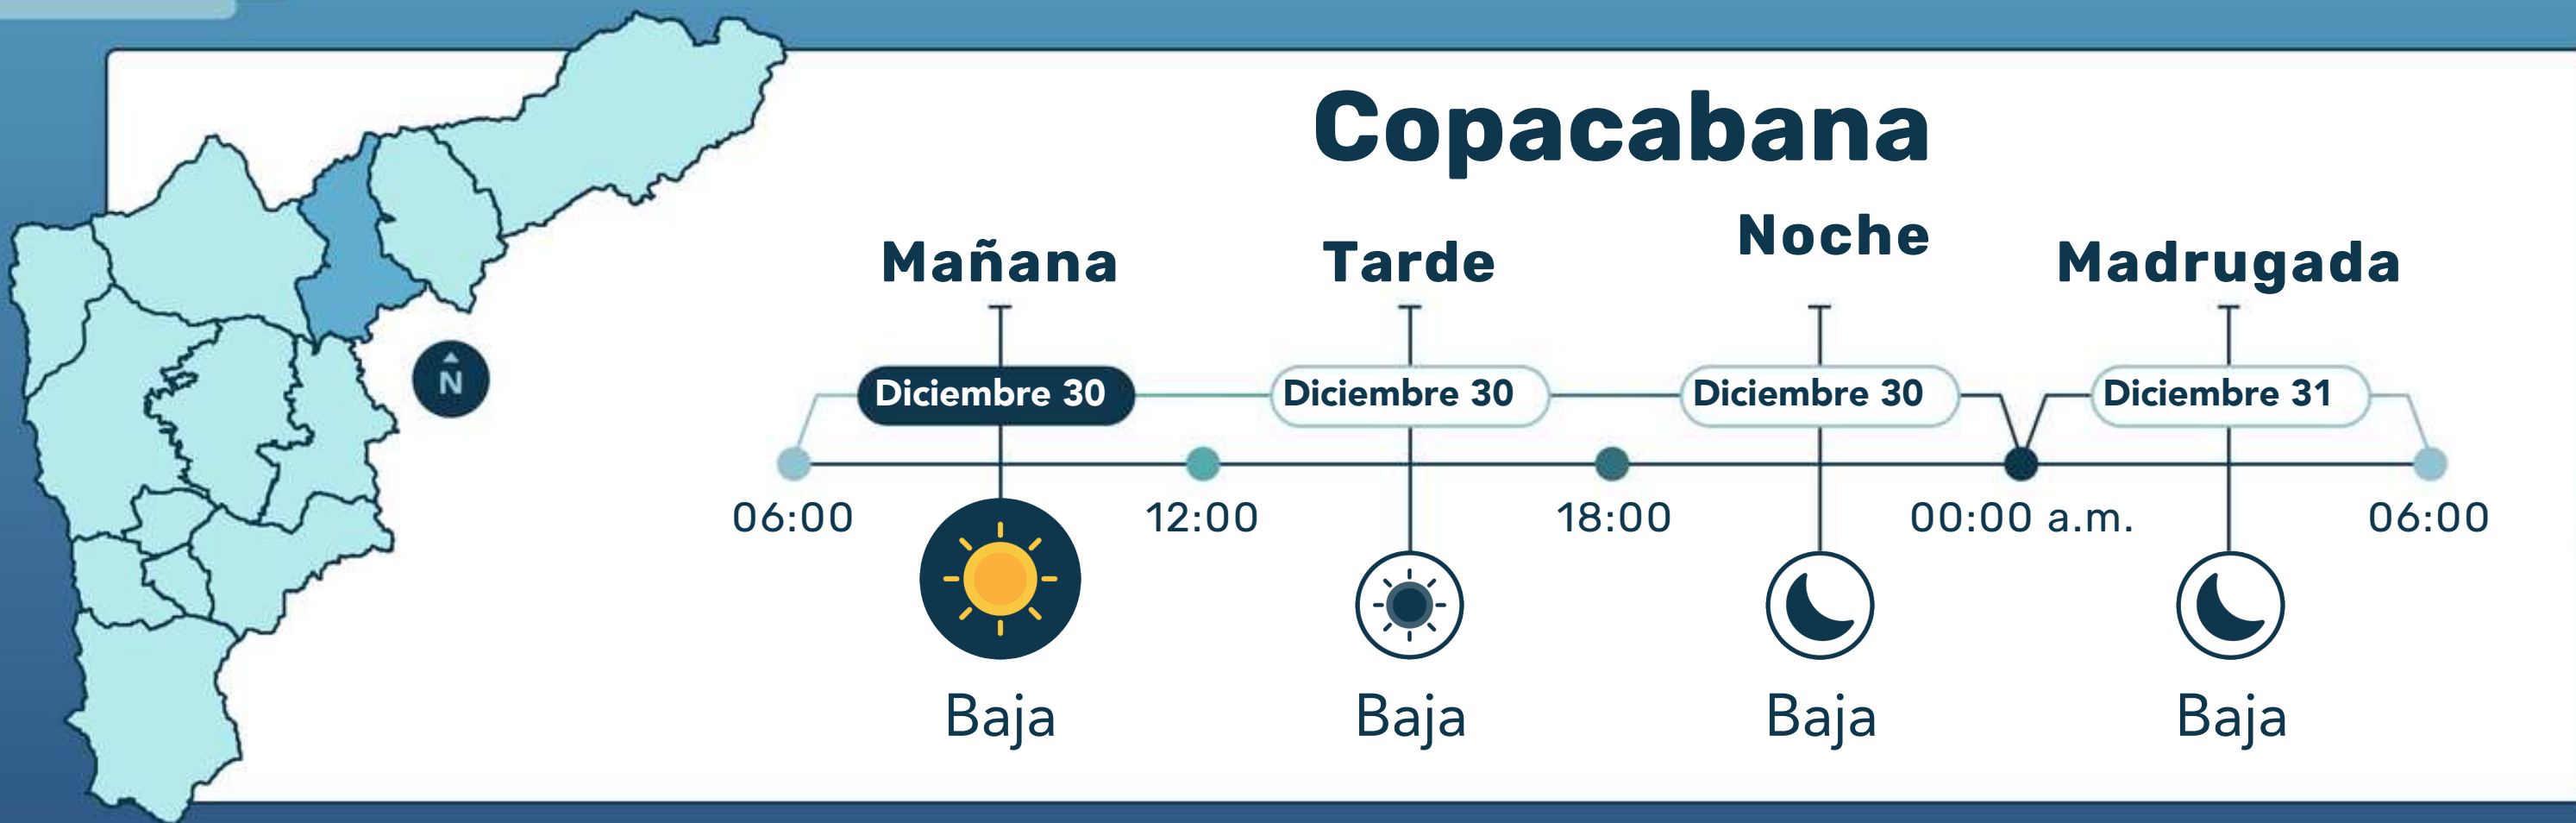 Copacabana
Mañana
Tarde
Noche
Madrugada
Diciembre 30
Diciembre 30
Diciembre 30
Diciembre 31
N
06:00
12:00
18:00
00:00 a.m.
06:00
Baja
Baja
Baja
Baja